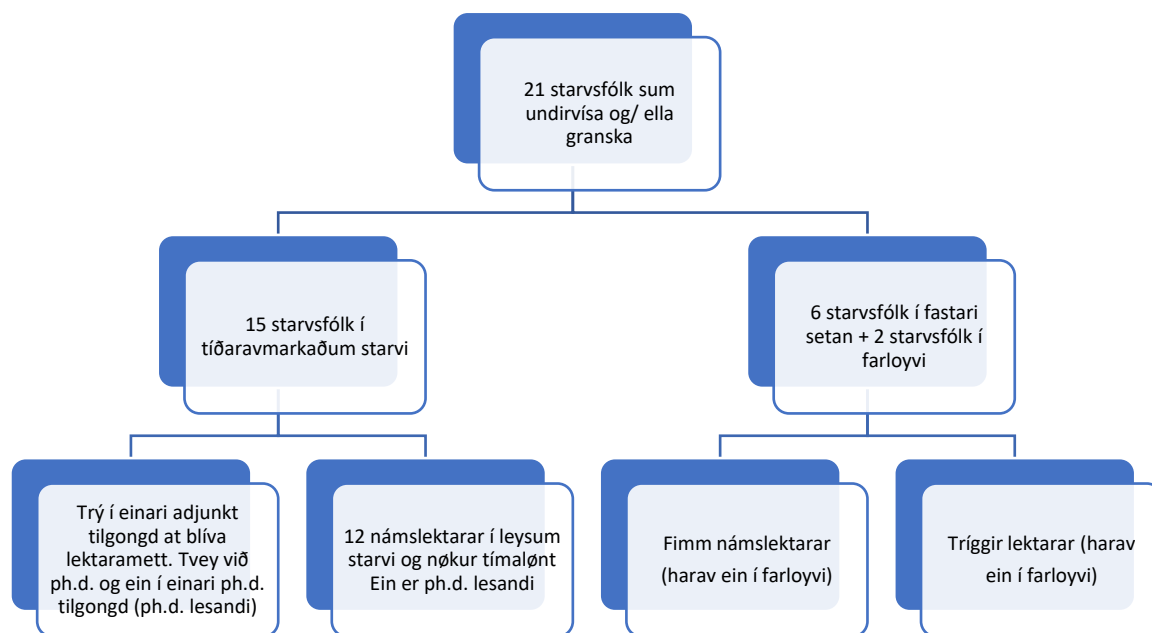 21 starvsfólk sum
undirvísa og/ ella
granska
15 starvsfólk í
tíðaravmarkaðum starvi
6 starvsfólk í fastari
setan + 2 starvsfólk í
farloyvi
Trý í einari adjunkt
tilgongd at blíva
lektaramett. Tvey við
ph.d. og ein í einari ph.d.
tilgongd (ph.d. lesandi)
12 námslektarar í leysum
starvi og nøkur tímalønt
Ein er ph.d. lesandi
Fimm námslektarar
(harav ein í farloyvi)
Tríggir lektarar (harav
ein í farloyvi)